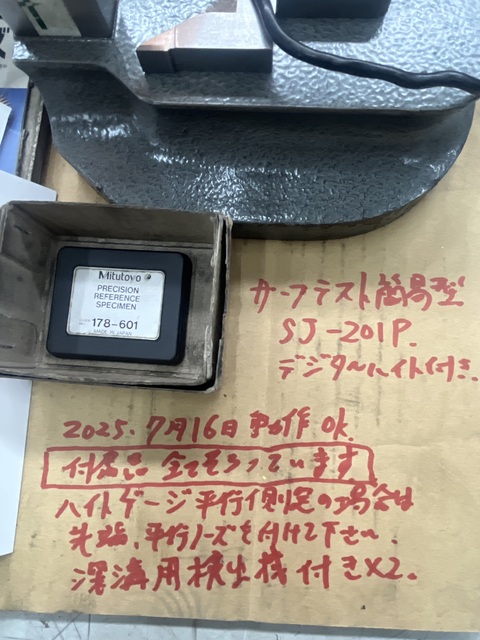 Mitutoyo
PRECISION
REFERENCE
SPECIMEN
178-601
MADE IN JAPAN
サーフテスト簡易型
SJ-201P.
デジタルハイト付き.
2025.7月16日 動作OK.
付属品 全てそろっています
ハイトゲージ平行測定の場合は
先端、平行ノーズを付けて下さい.
深溝用検出機付き×2.